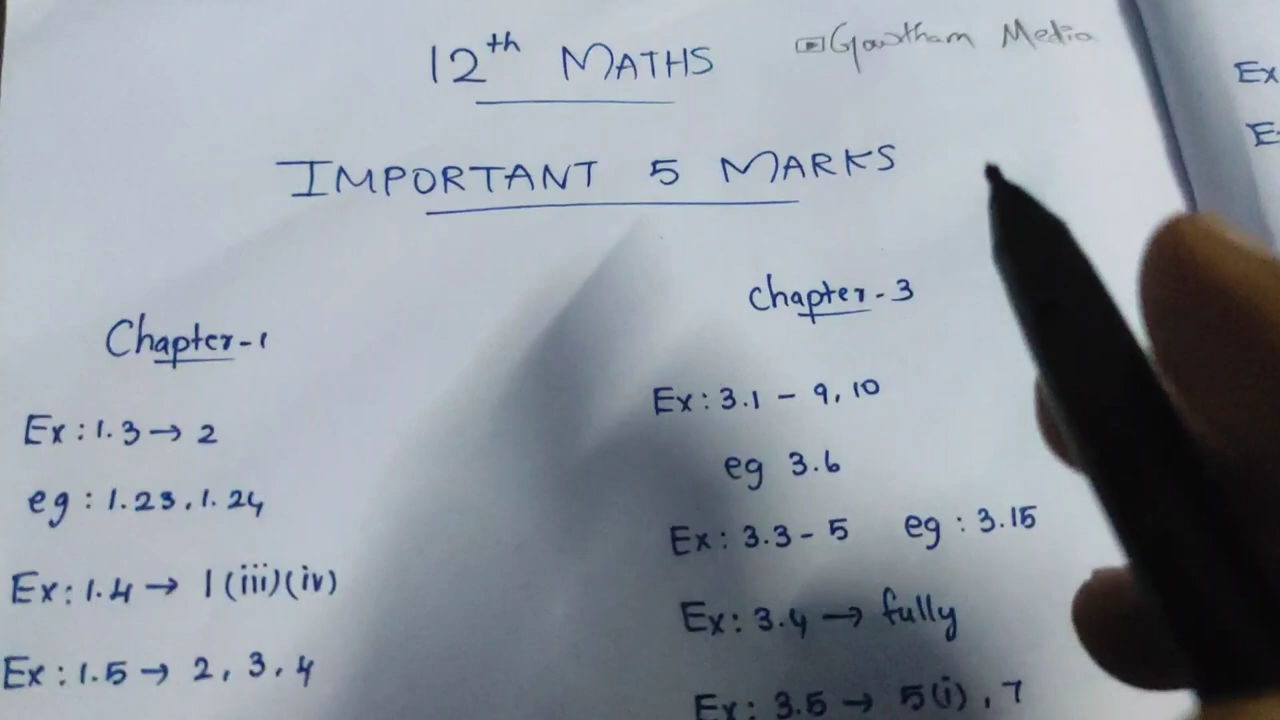 12th MATHS
Gowtham Media
IMPORTANT 5 MARKS
Chapter-1
Ex : 1.3 → 2
eg : 1.23, 1.24
Ex : 1.4 → 1 (iii)(iv)
Ex : 1.5 → 2, 3, 4
Chapter-3
Ex : 3.1 - 9, 10
eg 3.6
Ex : 3.3 - 5 eg : 3.15
Ex : 3.4 → fully
Ex : 3.5 → 5(i), 7
Ex